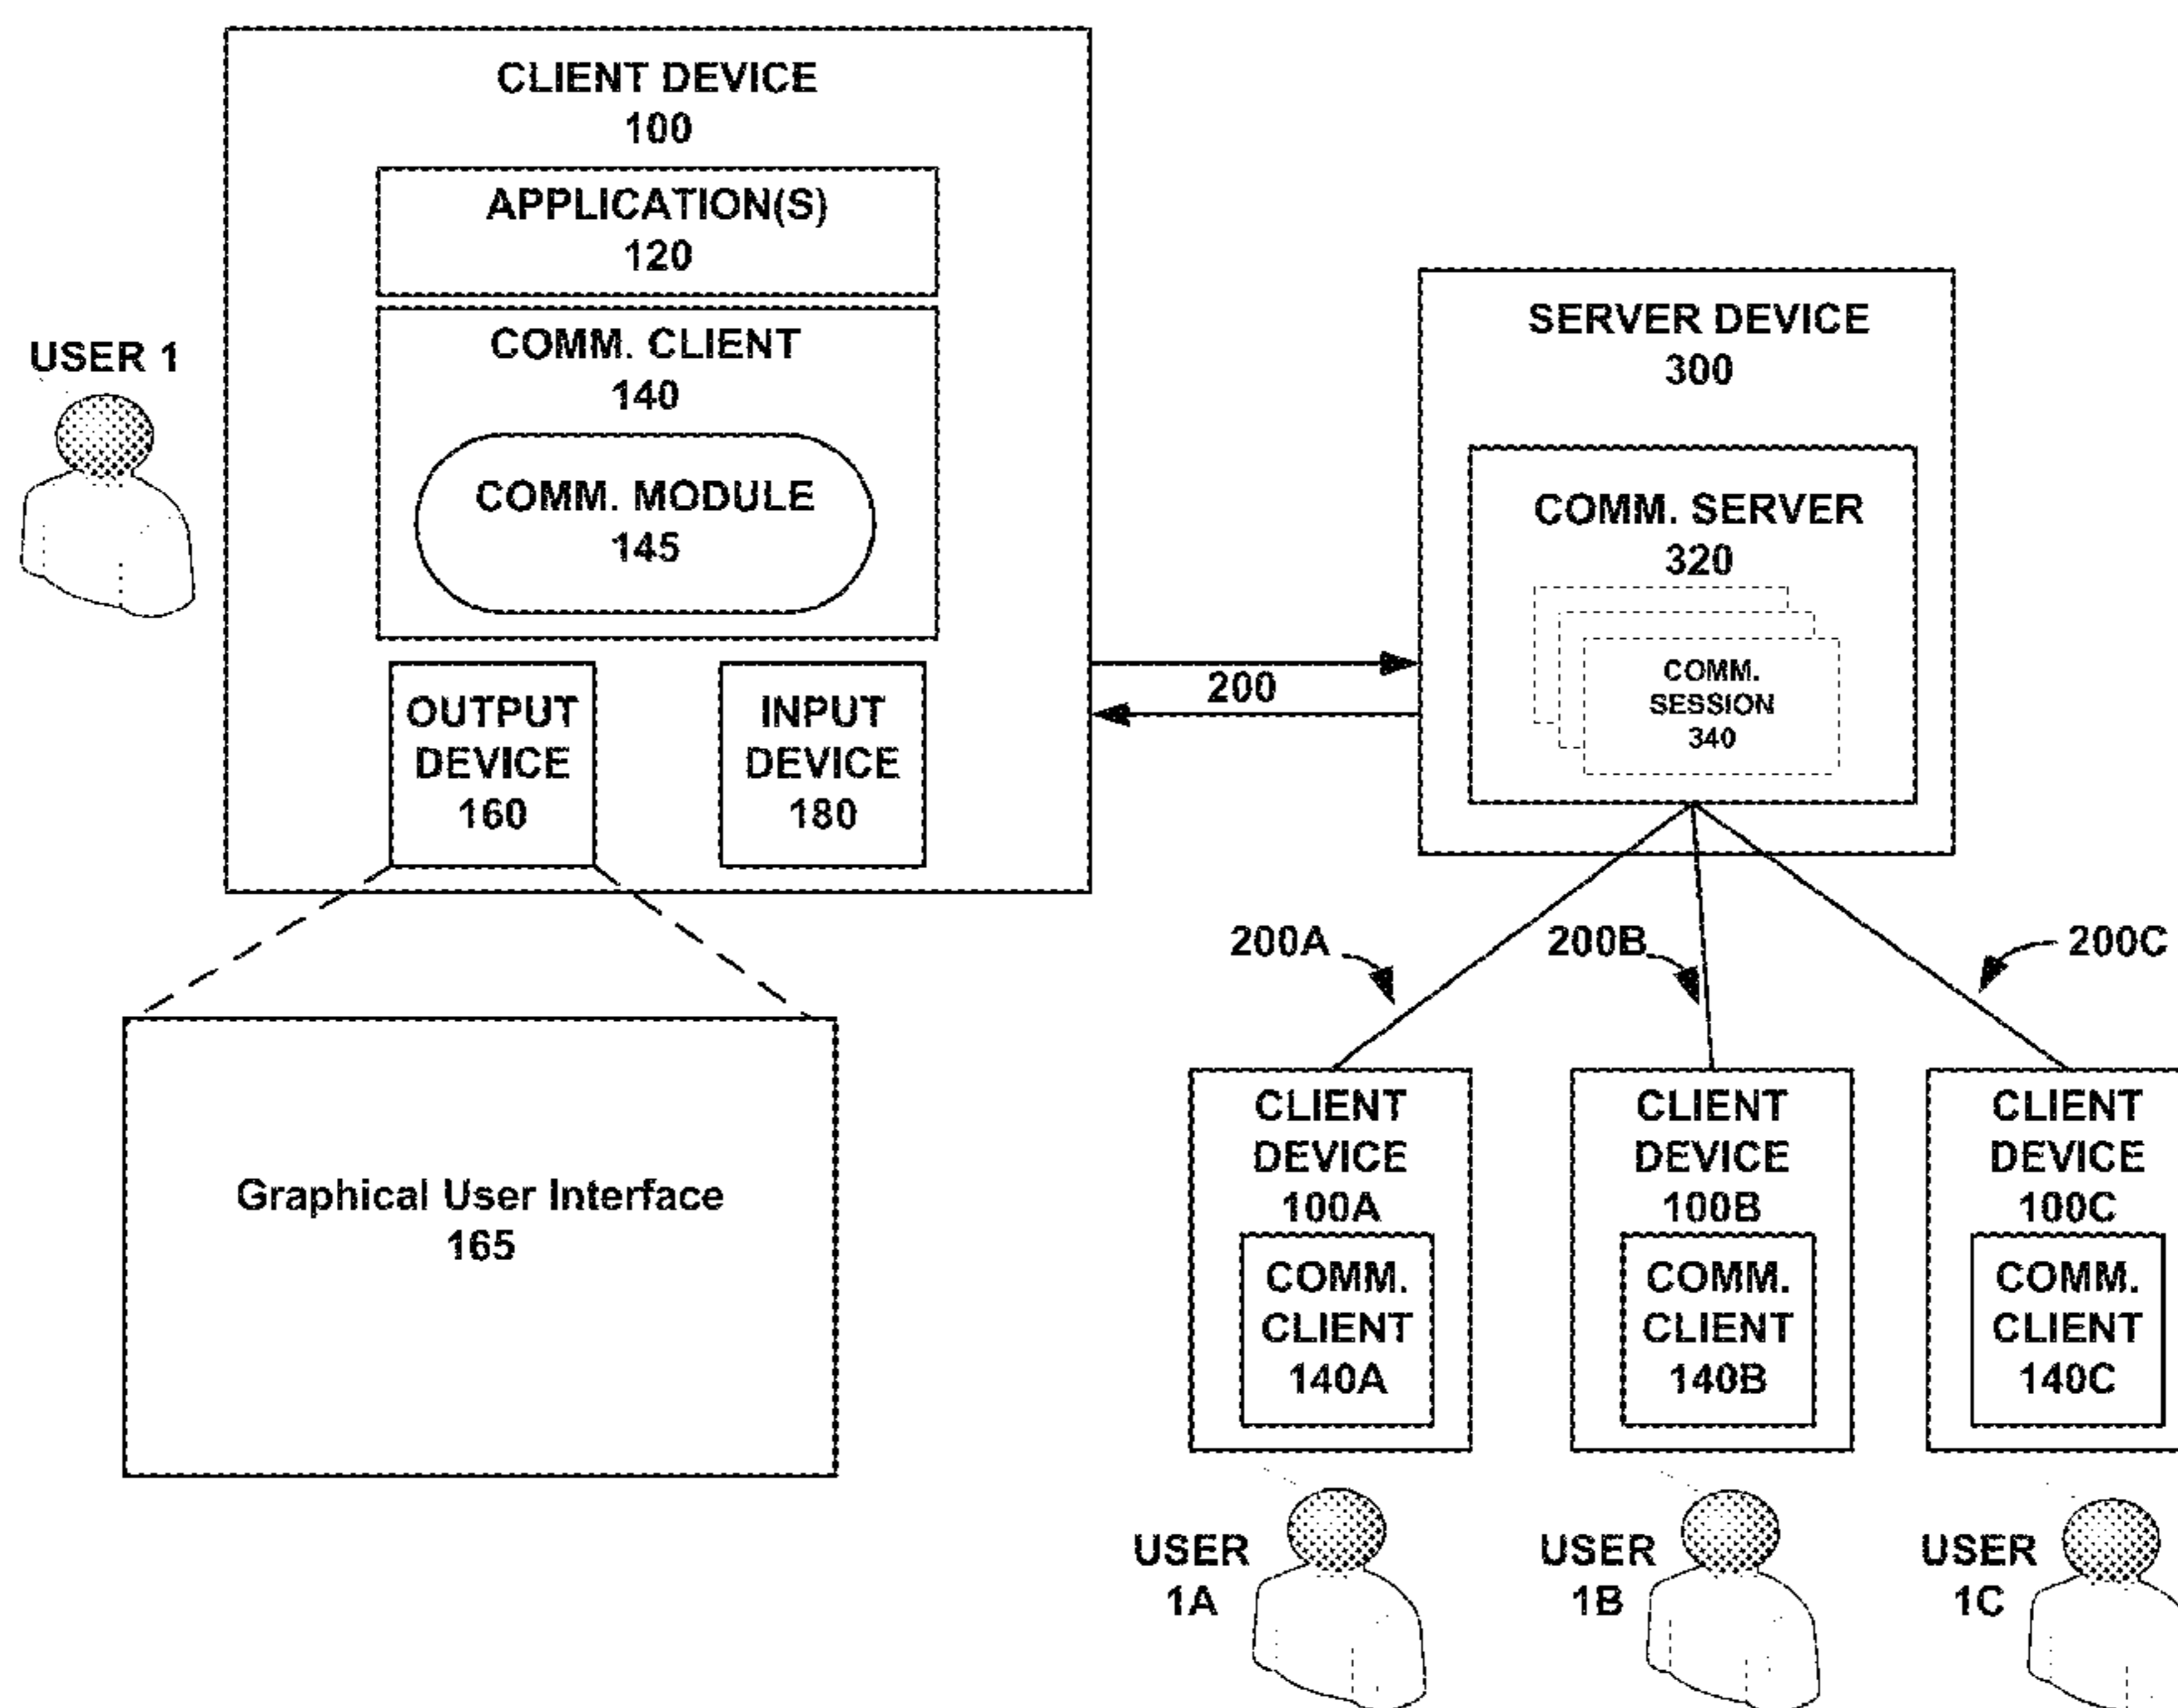 CLIENT DEVICE
100
APPLICATION(S)
120
COMM. CLIENT
140
COMM. MODULE
145
OUTPUT
DEVICE
160
INPUT
DEVICE
180
USER 1
Graphical User Interface
165
200
SERVER DEVICE
300
COMM. SERVER
320
COMM.
SESSION
340
200A
200B
200C
CLIENT
DEVICE
100A
COMM.
CLIENT
140A
CLIENT
DEVICE
100B
COMM.
CLIENT
140B
CLIENT
DEVICE
100C
COMM.
CLIENT
140C
USER
1A
USER
1B
USER
1C